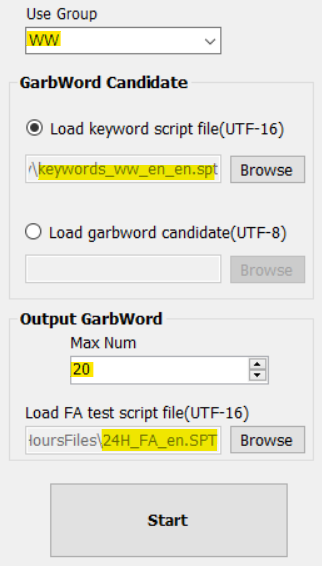 Use Group
WW
GarbWord Candidate
Load keyword script file(UTF-16)
\keywords_ww_en_en.spt
Browse
Load garbword candidate(UTF-8)
Browse
Output GarbWord
Max Num
20
Load FA test script file(UTF-16)
HoursFiles\24H_FA_en.SPT
Browse
Start